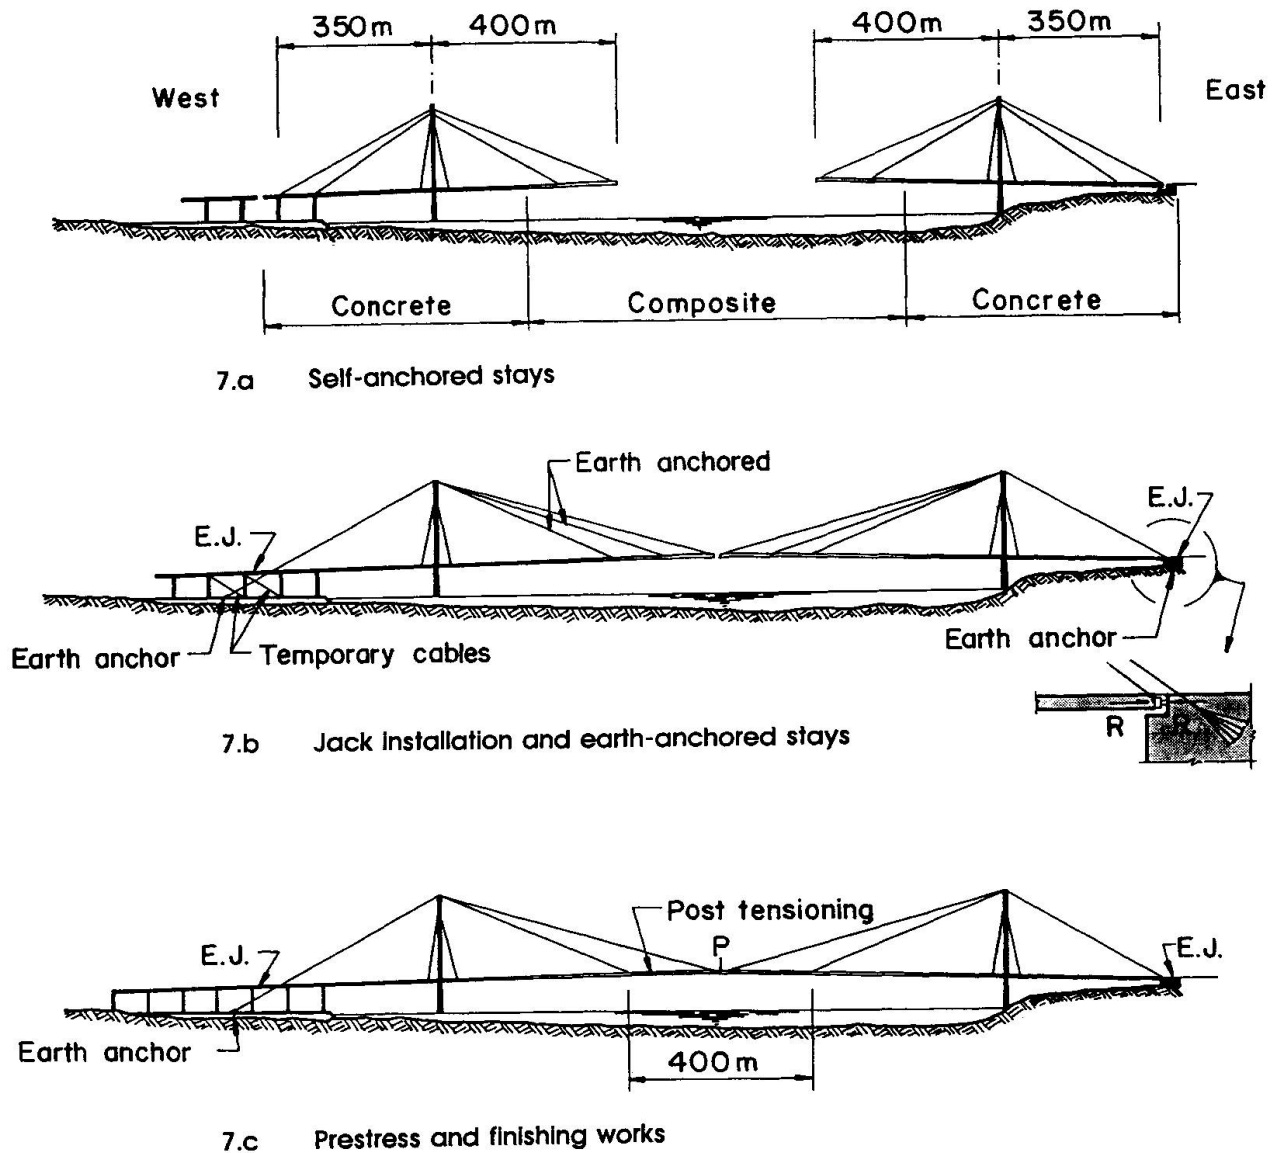 350m 400m 400m 350m
West East
Concrete Composite Concrete
7.a Self-anchored stays
Earth anchored
E.J. E.J.
Earth anchor Temporary cables Earth anchor
R R
7.b Jack installation and earth-anchored stays
Post tensioning
E.J. P E.J.
Earth anchor
400m
7.c Prestress and finishing works